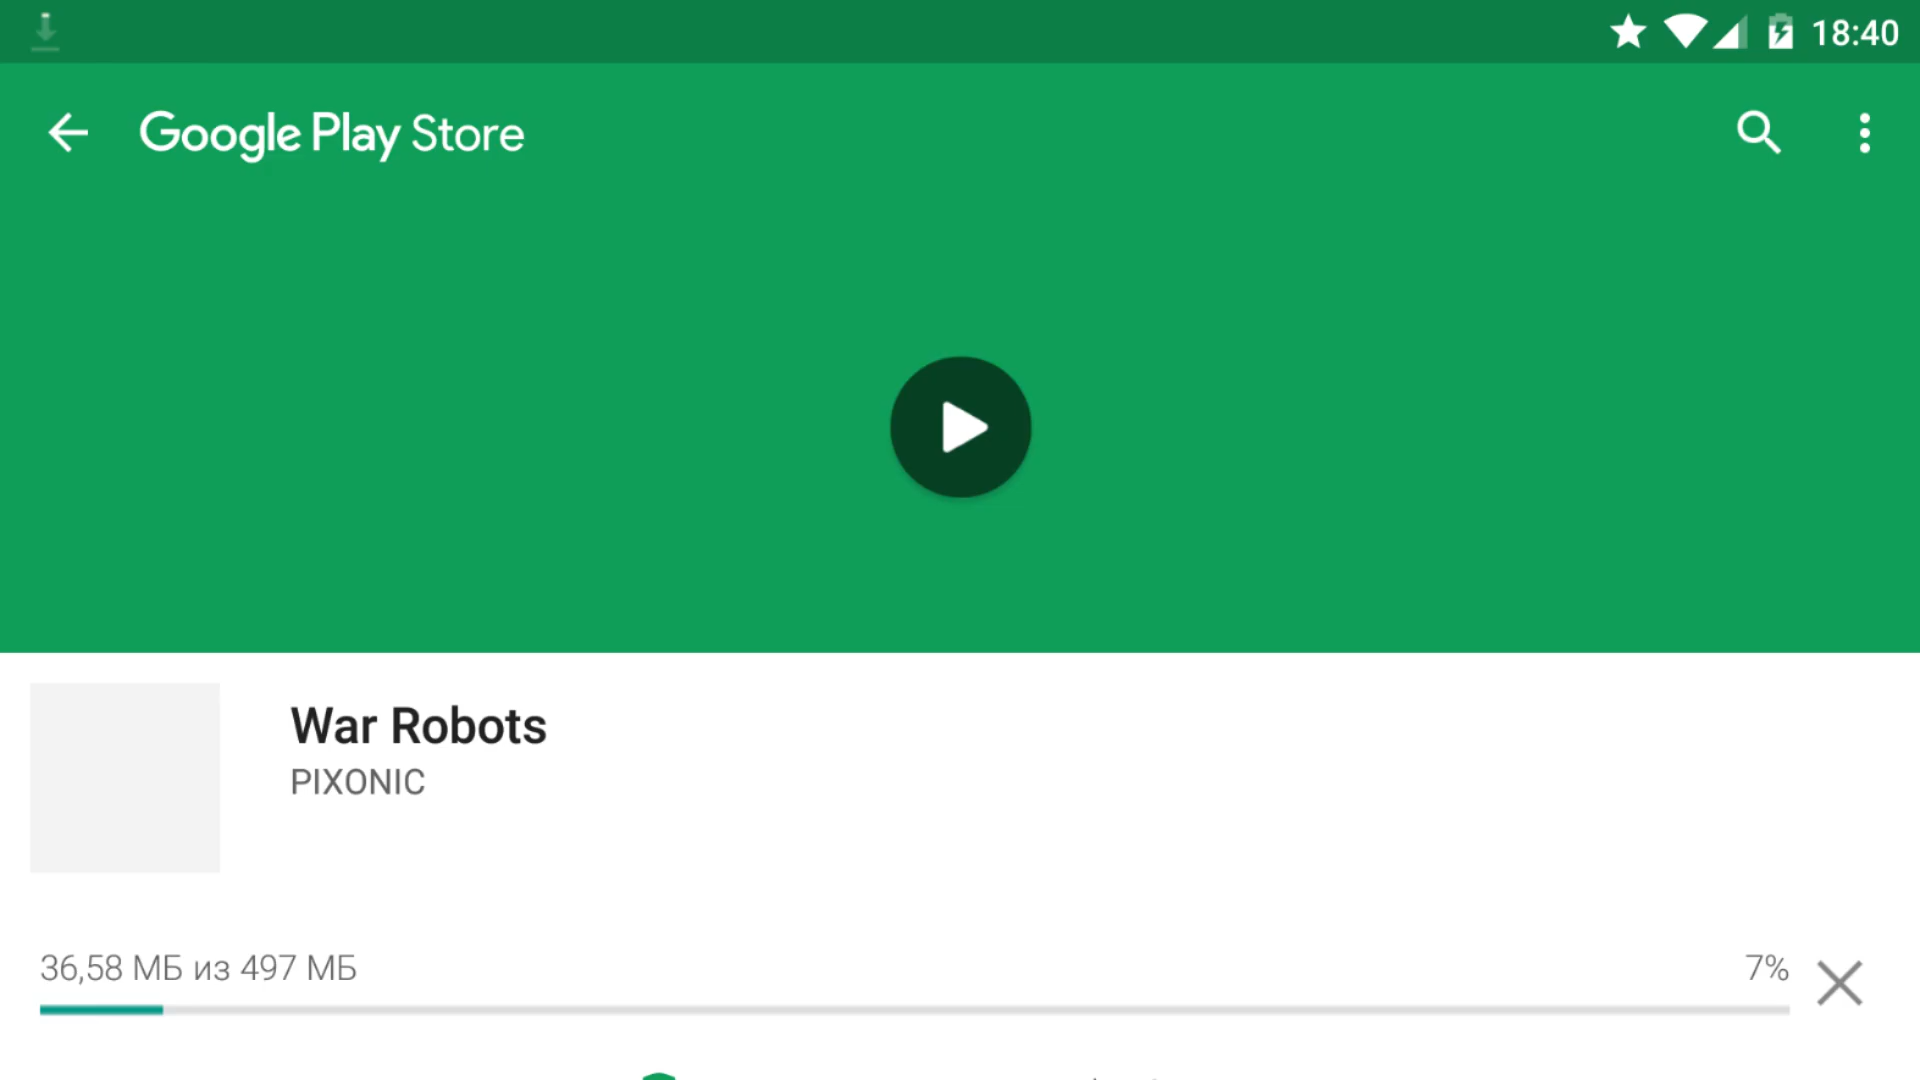 18:40
Google Play Store
War Robots
PIXONIC
36,58 МБ из 497 МБ
7%